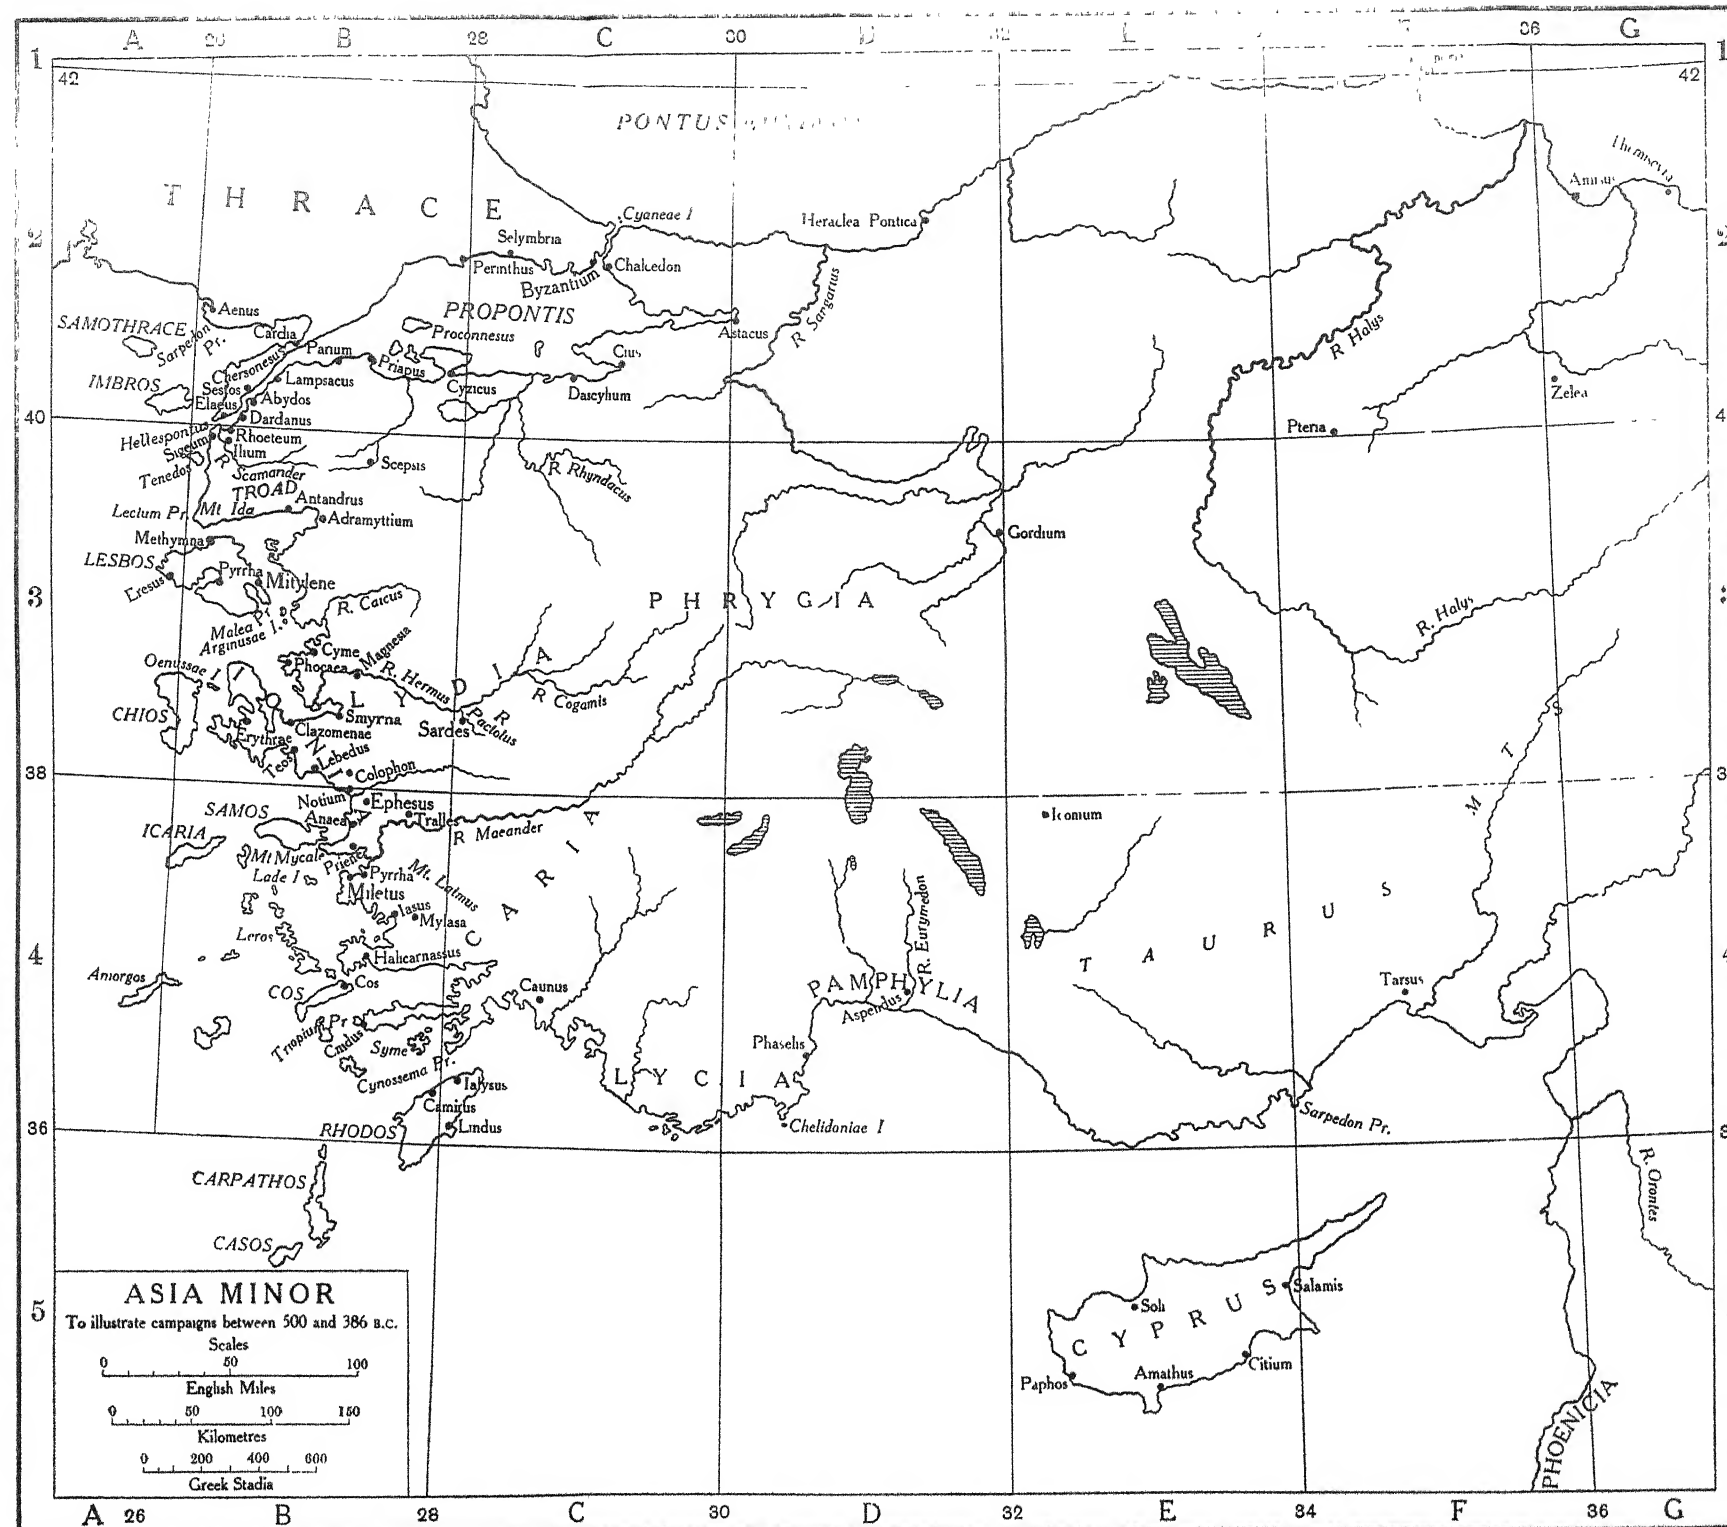 A 26 B 28 C 30 D 32 E F 36 G
1 1
42 42
PONTUS
THRACE
Themiscyra
Amisus
Cyaneae I
Heraclea Pontica
2 2
Selymbria
Perinthus
Byzantium
Chalcedon
Aenus
PROPONTIS
R Sangarius
SAMOTHRACE
Sarpedon Pr.
Cardia
Proconnesus
Astacus
R Halys
Chersonesus
Parium
Priapus
Cius
IMBROS
Sestos
Lampsacus
Cyzicus
Dascylium
Zelea
Elaeus
Abydos
40
Dardanus
Hellespontus
Sigeum
Rhoeteum
Pteria
Ilium
Tenedos
R Scamander
Scepsis
R Rhyndacus
TROAD
Antandrus
Lectum Pr.
Mt Ida
Adramyttium
Methymna
Gordium
LESBOS
Eresus
Pyrrha
Mitylene
3
R. Caicus
PHRYGIA
R. Halys
Malea Pr.
Arginusae I.
Cyme
Magnesia
Oenussae I
Phocaea
R. Hermus
LYDIA
R Cogamis
CHIOS
IONIA
Smyrna
Sardes
R Pactolus
Erythrae
Clazomenae
Teos
Lebedus
Colophon
38
Notium
Ephesus
SAMOS
Anaea
Tralles
R Maeander
Iconium
ICARIA
Mt Mycale
Priene
CARIA
Lade I
Pyrrha
Mt. Latmus
Miletus
Iasus
Mylasa
R. Eurymedon
TAURUS MTS
Leros
4
Halicarnassus
Amorgos
COS
Cos
Caunus
PAMPHYLIA
Aspendus
Tarsus
Triopium Pr
Cnidus
Syme
Cynossema Pr.
Phaselis
LYCIA
Ialysus
Camirus
36
RHODOS
Lindus
Chelidoniae I
Sarpedon Pr.
CARPATHOS
R. Orontes
CASOS
ASIA MINOR
To illustrate campaigns between 500 and 386 B.C.
Scales
0 50 100
English Miles
0 50 100 150
Kilometres
0 200 400 600
Greek Stadia
5
CYPRUS
Salamis
Soli
Citium
Paphos
Amathus
PHOENICIA
A 26 B 28 C 30 D 32 E 34 F 36 G